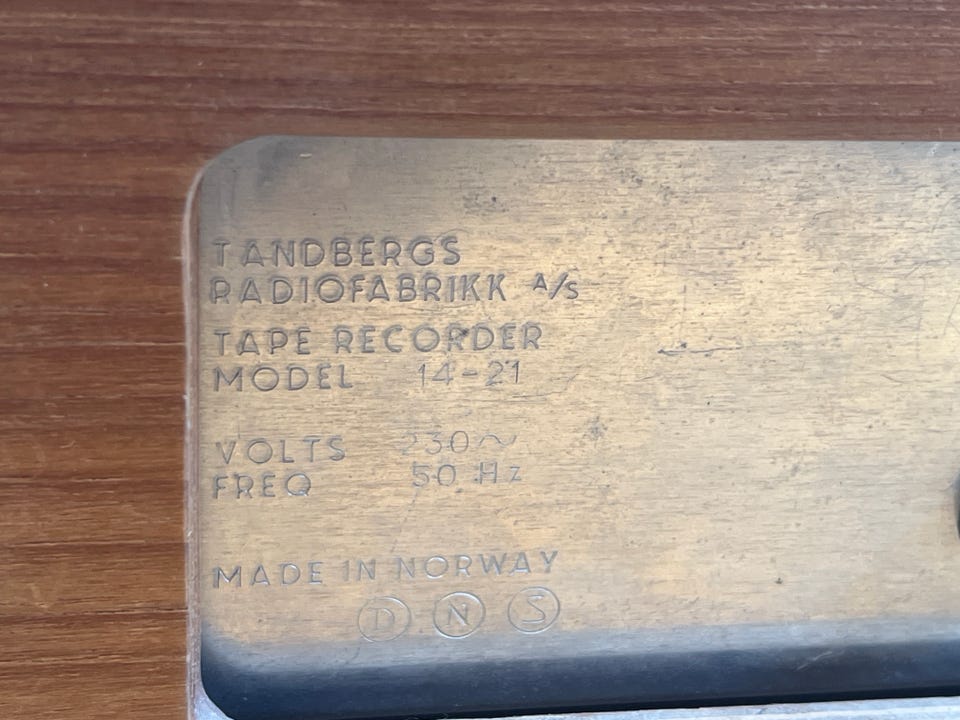 TANDBERGS
RADIOFABRIKK A/S
TAPE RECORDER
MODEL 14-21
VOLTS 230~
FREQ 50 Hz
MADE IN NORWAY
D N S